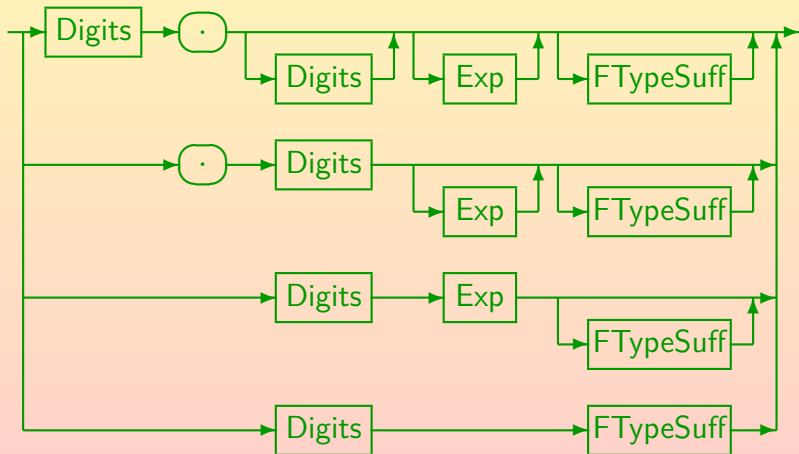 Digits .
Digits Exp FTypeSuff
. Digits
Exp FTypeSuff
Digits Exp
FTypeSuff
Digits FTypeSuff